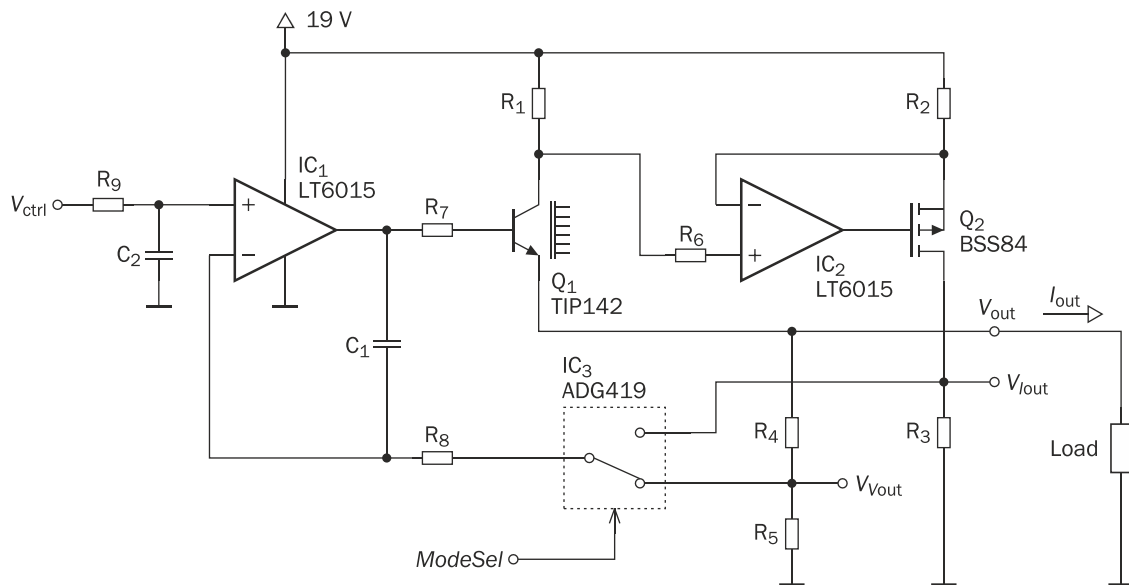 19 V
R1
R2
IC1
LT6015
R9
Vctrl
+
−
C2
R7
Q1
TIP142
R6
−
+
IC2
LT6015
Q2
BSS84
C1
Vout
Iout
IC3
ADG419
VIout
R8
R4
R3
Load
VVout
R5
ModeSel